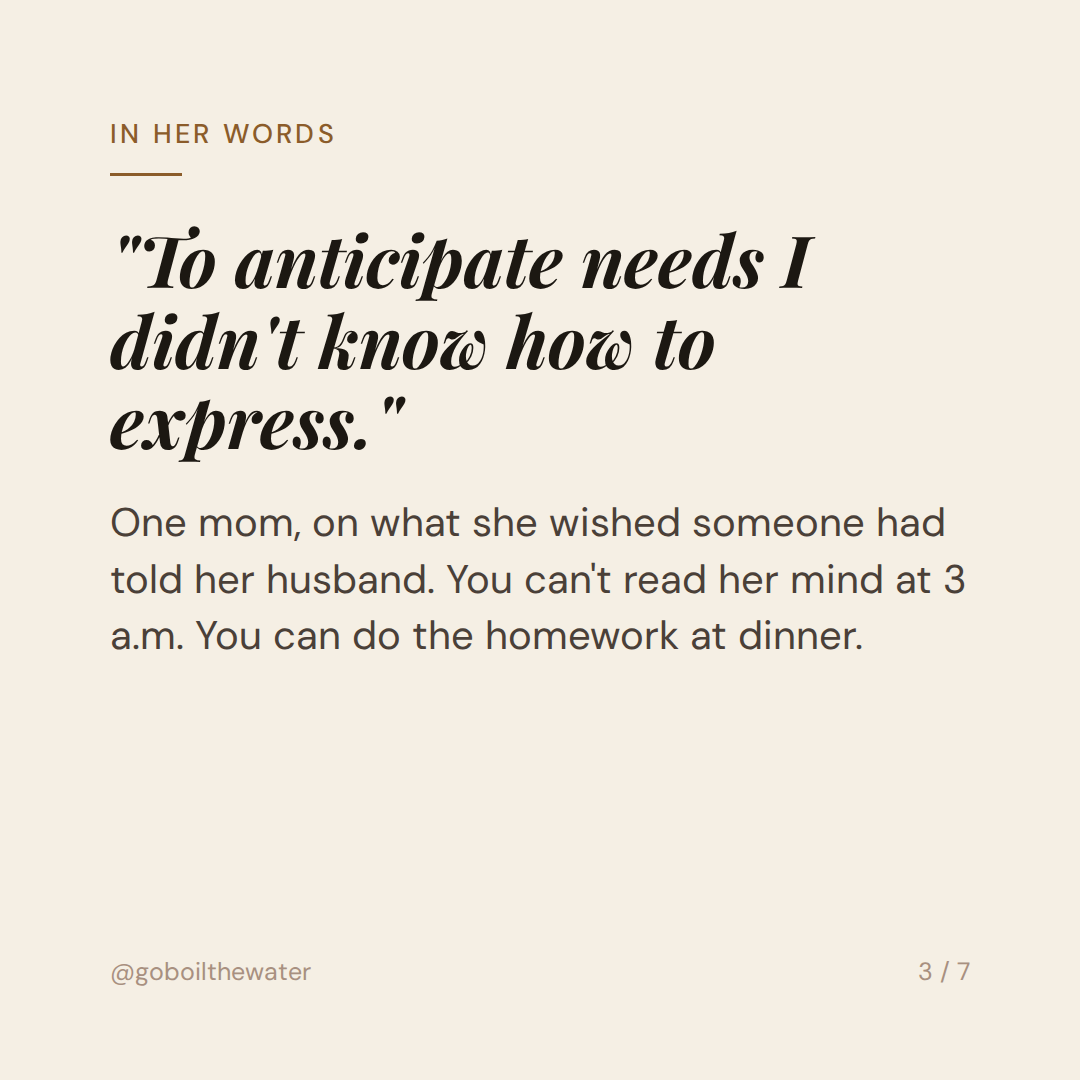 IN HER WORDS
"To anticipate needs I
didn't know how to
express."
One mom, on what she wished someone had
told her husband. You can't read her mind at 3
a.m. You can do the homework at dinner.
@goboilthewater
3 / 7